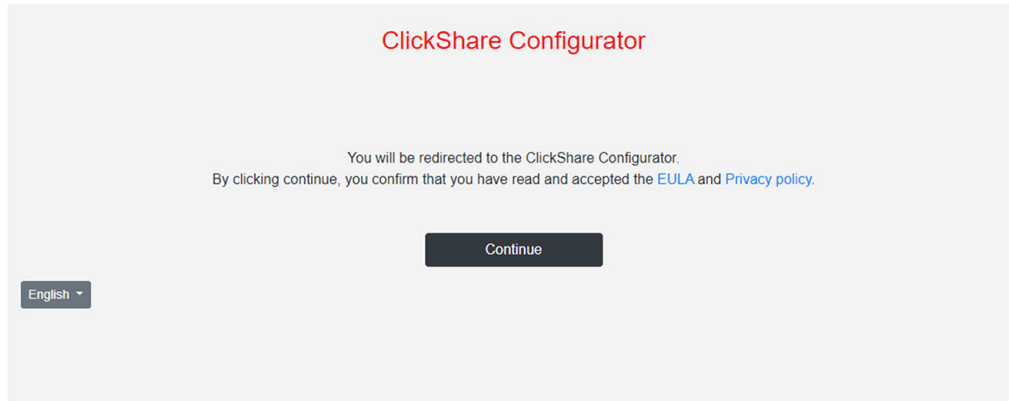 ClickShare Configurator
You will be redirected to the ClickShare Configurator.
By clicking continue, you confirm that you have read and accepted the EULA and Privacy policy.
Continue
English